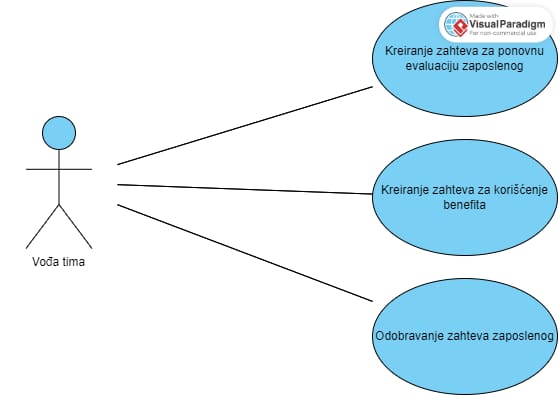 Made with
Visual Paradigm
For non-commercial use
Kreiranje zahteva za ponovnu
evaluaciju zaposlenog
Kreiranje zahteva za korišćenje
benefita
Vođa tima
Odobravanje zahteva zaposlenog